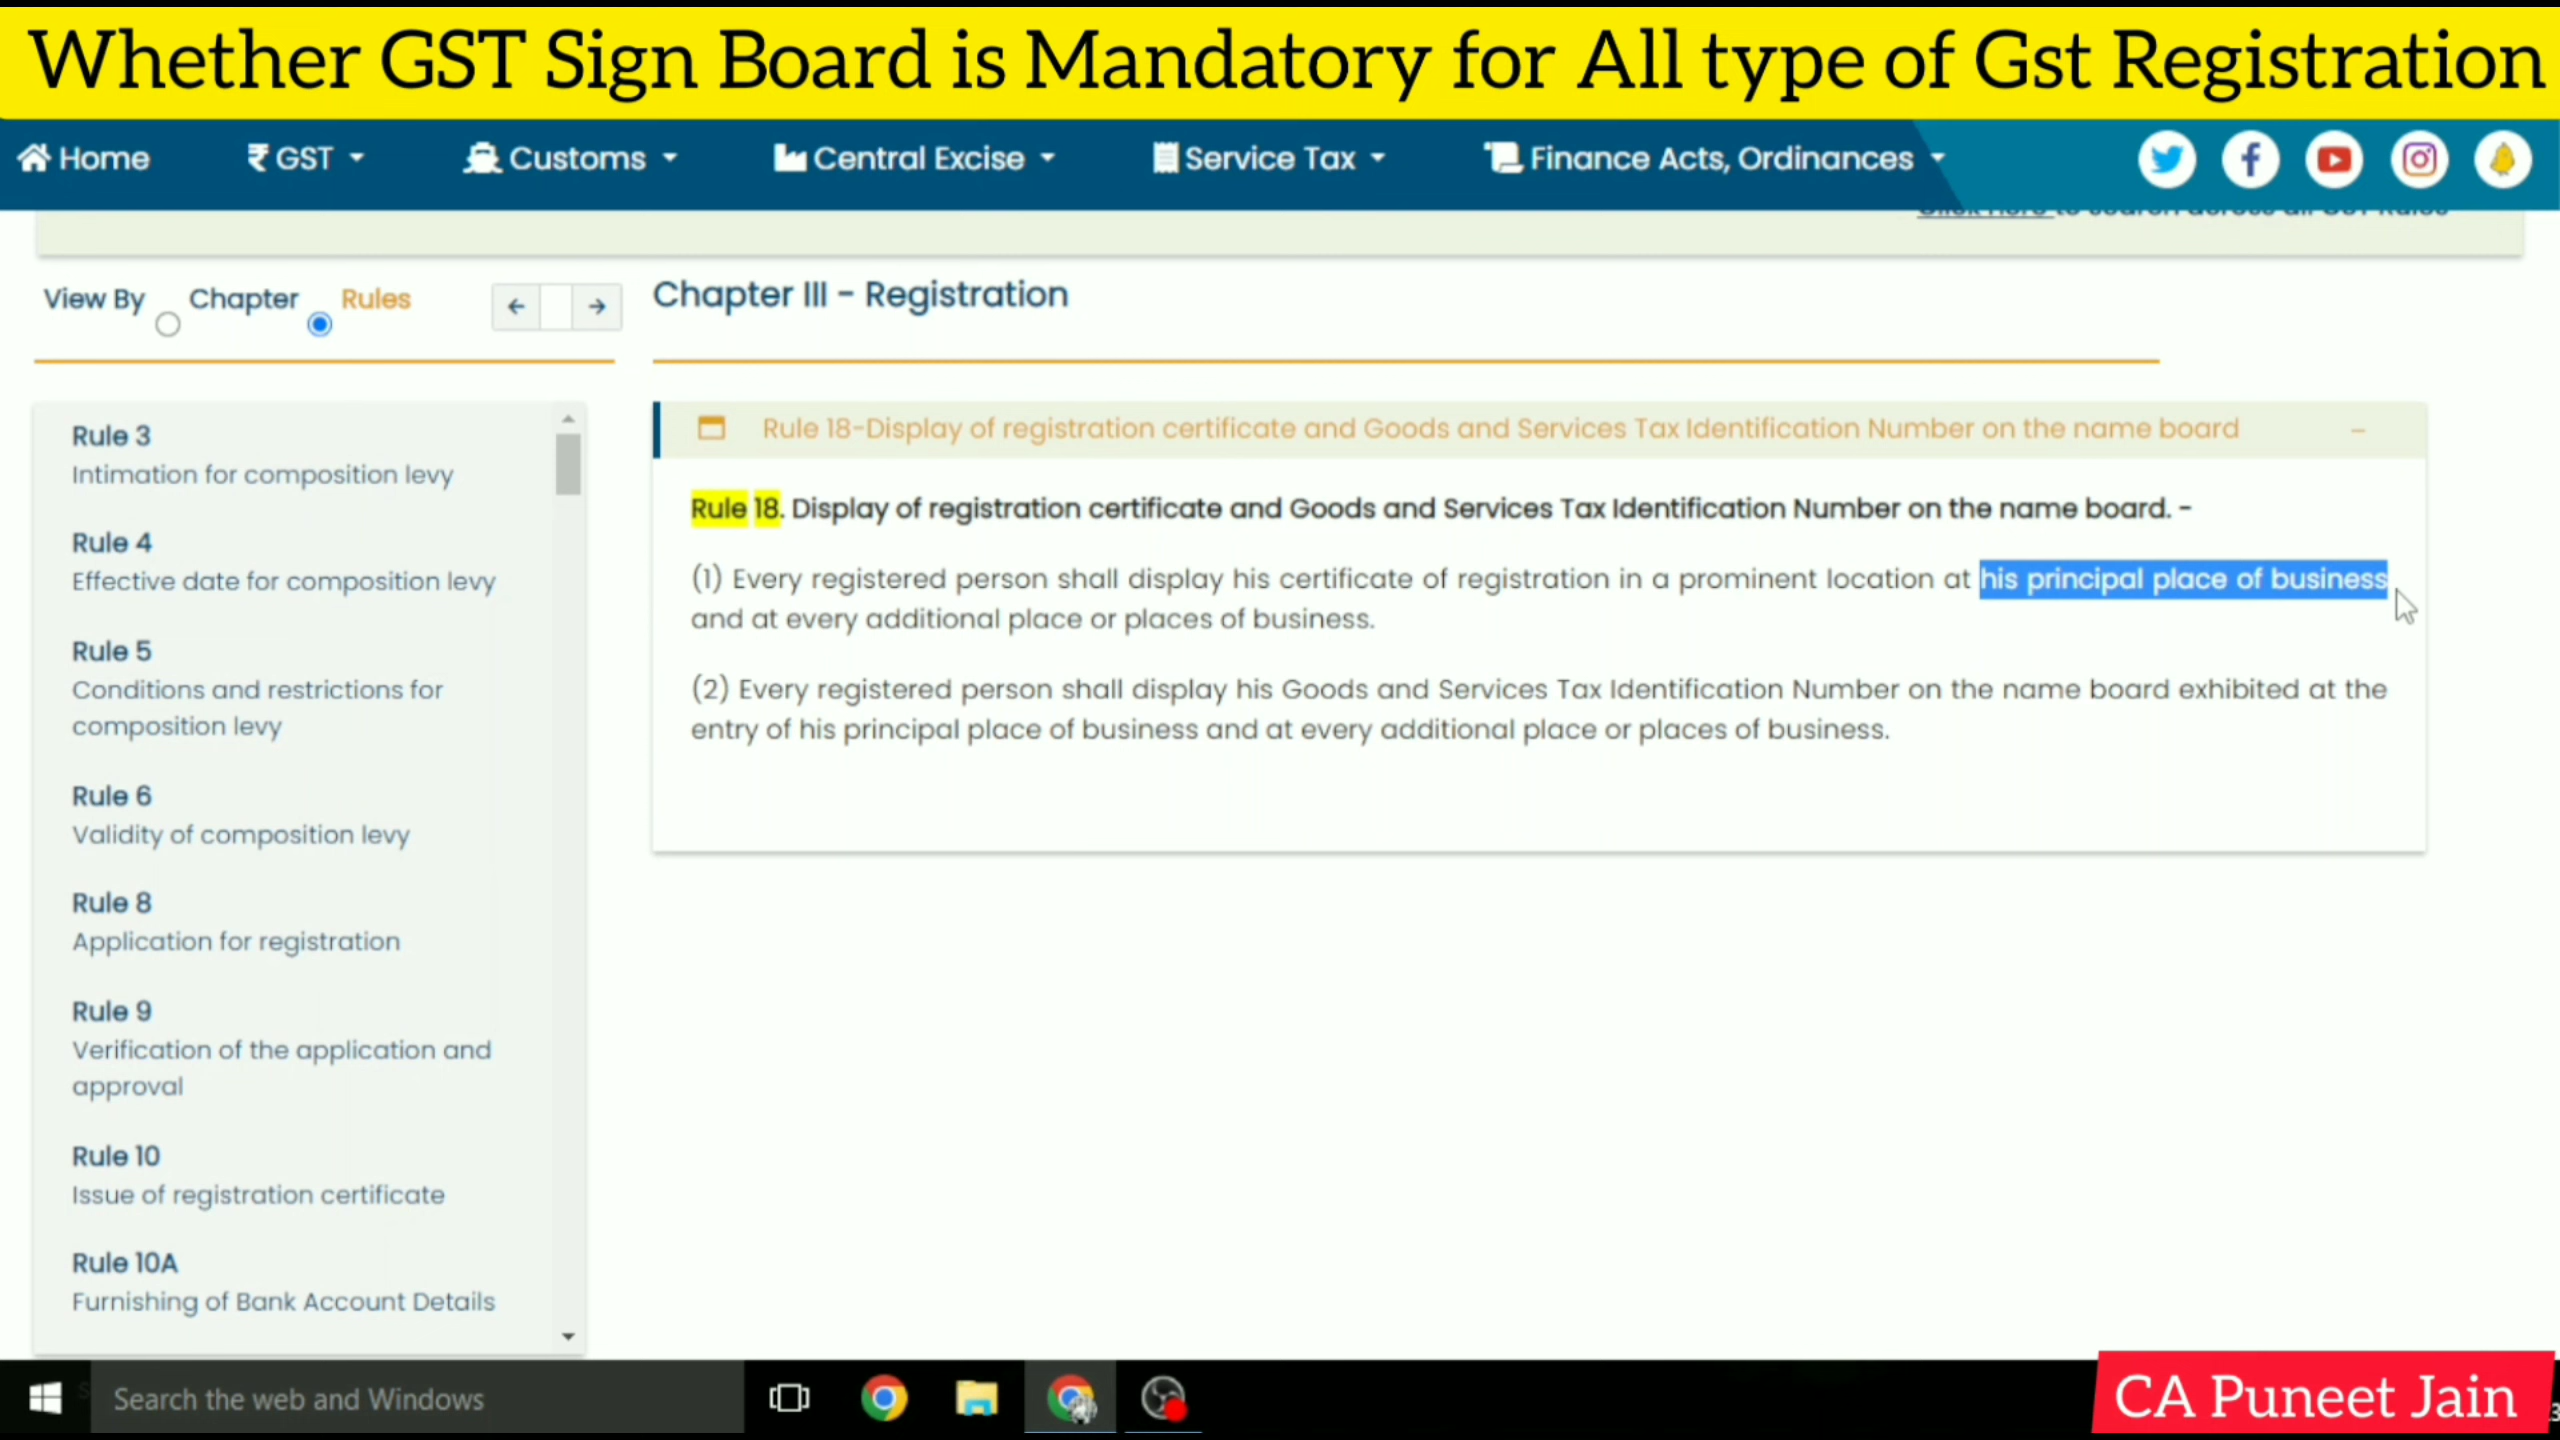 Whether GST Sign Board is Mandatory for All type of Gst Registration
Home
GST
Customs
Central Excise
Service Tax
Finance Acts, Ordinances
View By
Chapter
Rules
Rule 3
Intimation for composition levy
Rule 4
Effective date for composition levy
Rule 5
Conditions and restrictions for
composition levy
Rule 6
Validity of composition levy
Rule 8
Application for registration
Rule 9
Verification of the application and
approval
Rule 10
Issue of registration certificate
Rule 10A
Furnishing of Bank Account Details
Chapter III - Registration
Rule 18-Display of registration certificate and Goods and Services Tax Identification Number on the name board
Rule 18. Display of registration certificate and Goods and Services Tax Identification Number on the name board. -
(1) Every registered person shall display his certificate of registration in a prominent location at his principal place of business
and at every additional place or places of business.
(2) Every registered person shall display his Goods and Services Tax Identification Number on the name board exhibited at the
entry of his principal place of business and at every additional place or places of business.
Search the web and Windows
CA Puneet Jain